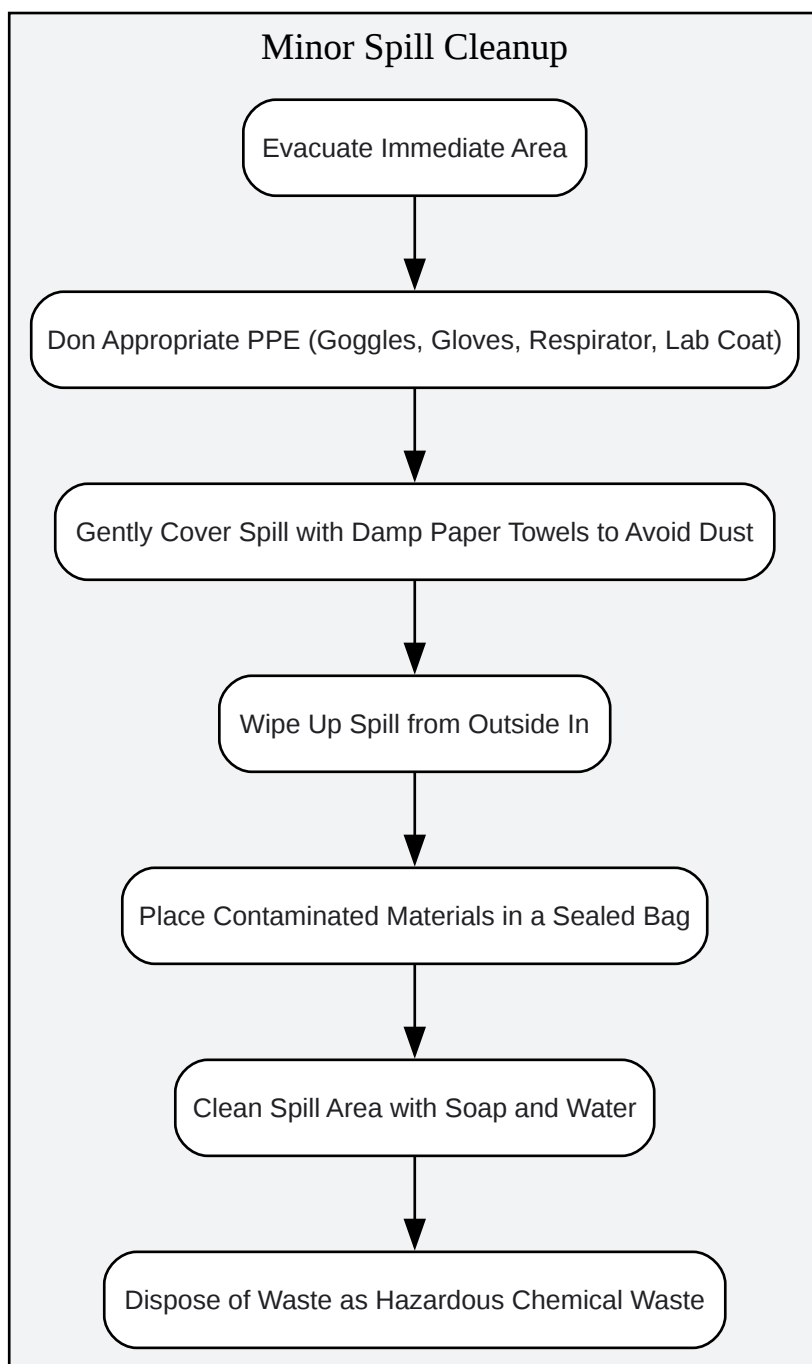 Minor Spill Cleanup
Evacuate Immediate Area
Don Appropriate PPE (Goggles, Gloves, Respirator, Lab Coat)
Gently Cover Spill with Damp Paper Towels to Avoid Dust
Wipe Up Spill from Outside In
Place Contaminated Materials in a Sealed Bag
Clean Spill Area with Soap and Water
Dispose of Waste as Hazardous Chemical Waste